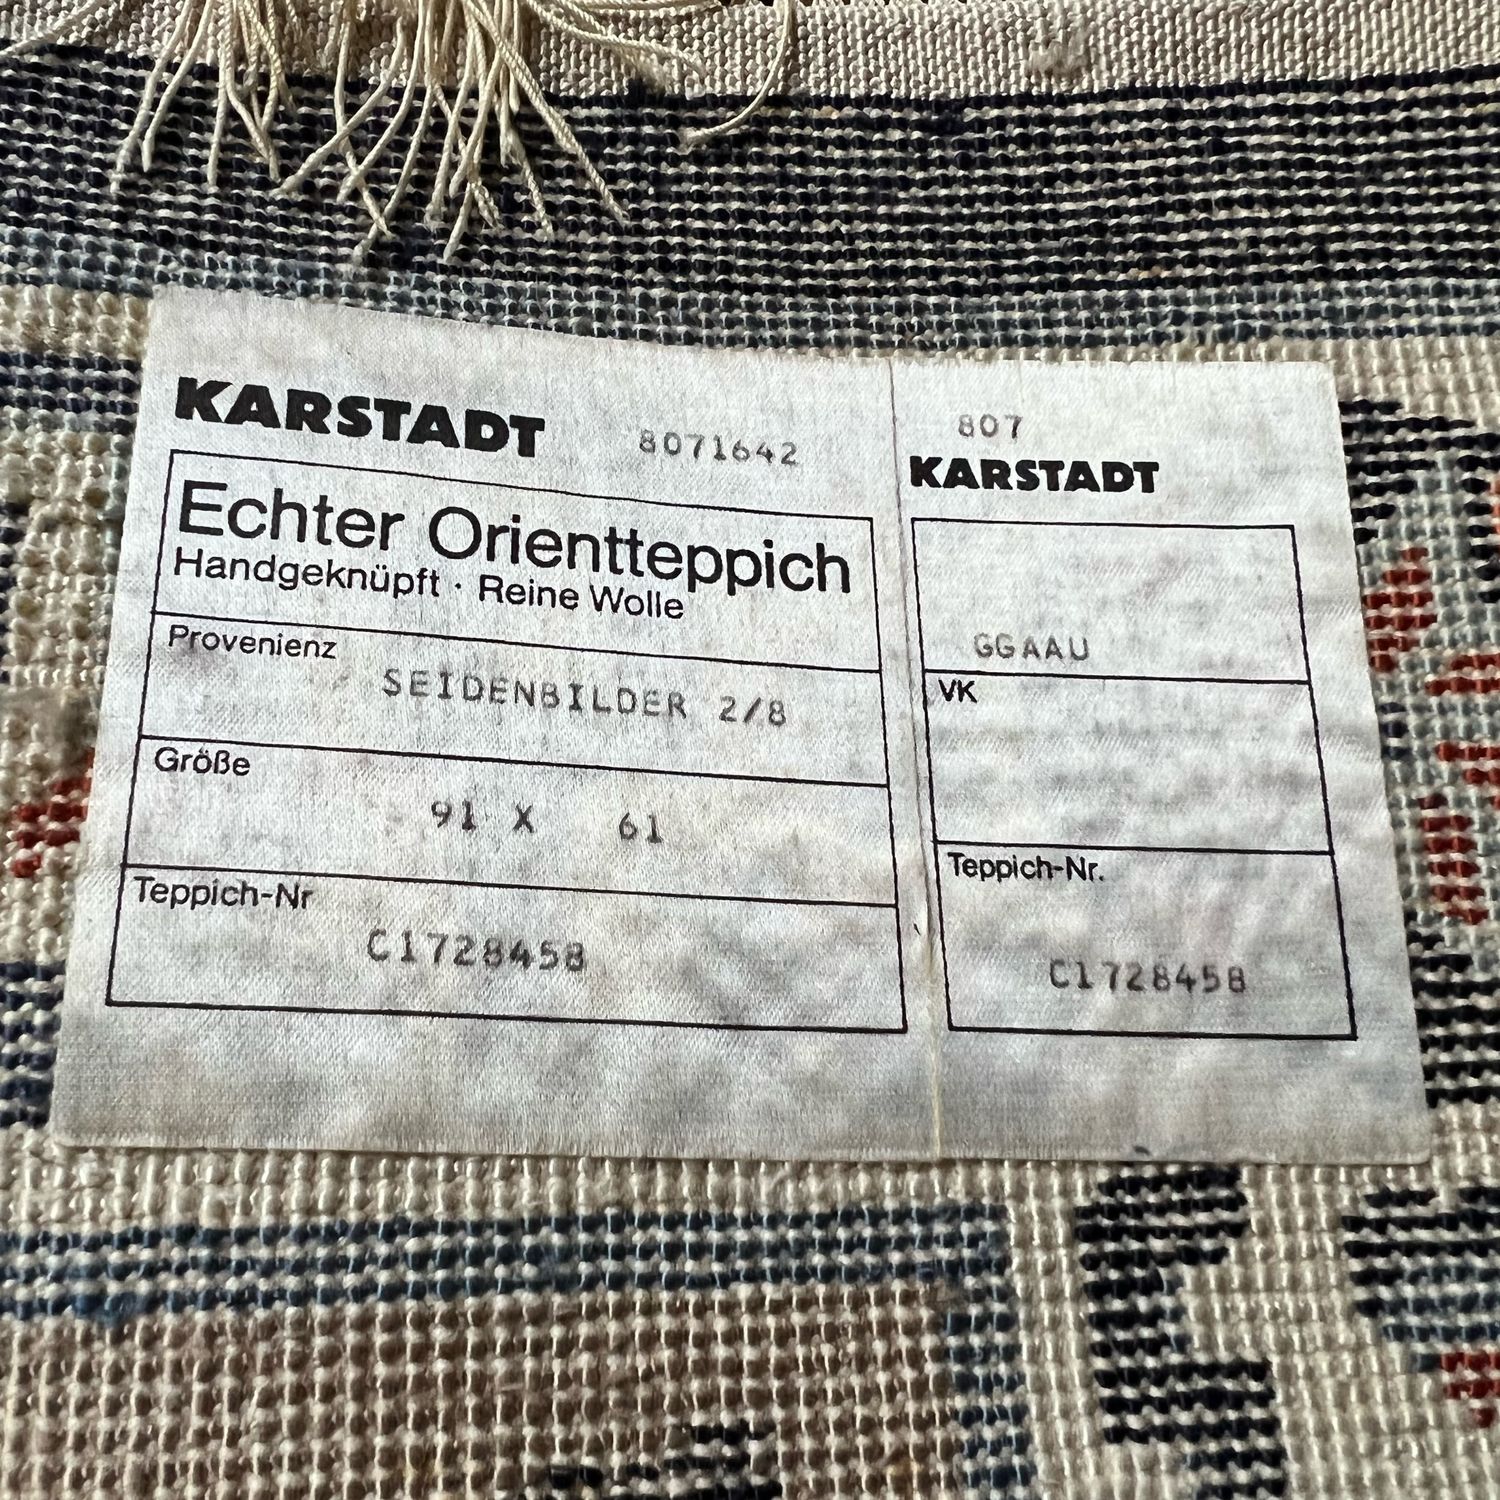 KARSTADT 8071642
Echter Orientteppich
Handgeknüpft · Reine Wolle
Provenienz
SEIDENBILDER 2/8
Größe
91 X 61
Teppich-Nr
C1728458
807
KARSTADT
GGAAU
VK
Teppich-Nr.
C1728458